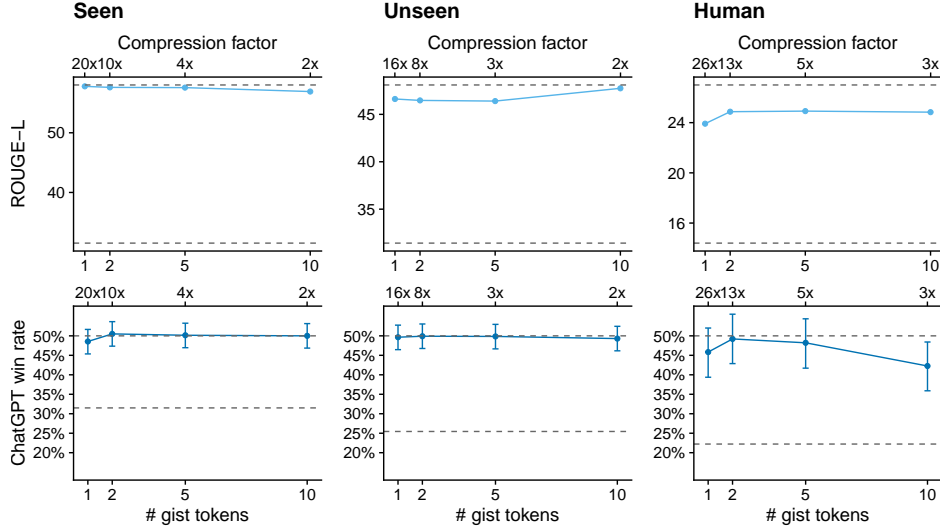 Seen
Unseen
Human
Compression factor
Compression factor
Compression factor
20x10x 4x 2x
16x 8x 3x 2x
26x13x 5x 3x
ROUGE-L
50
40
45
40
35
24
20
16
1 2 5 10
1 2 5 10
1 2 5 10
20x10x 4x 2x
16x 8x 3x 2x
26x13x 5x 3x
ChatGPT win rate
50%
45%
40%
35%
30%
25%
20%
50%
45%
40%
35%
30%
25%
20%
50%
45%
40%
35%
30%
25%
20%
1 2 5 10
1 2 5 10
1 2 5 10
# gist tokens
# gist tokens
# gist tokens